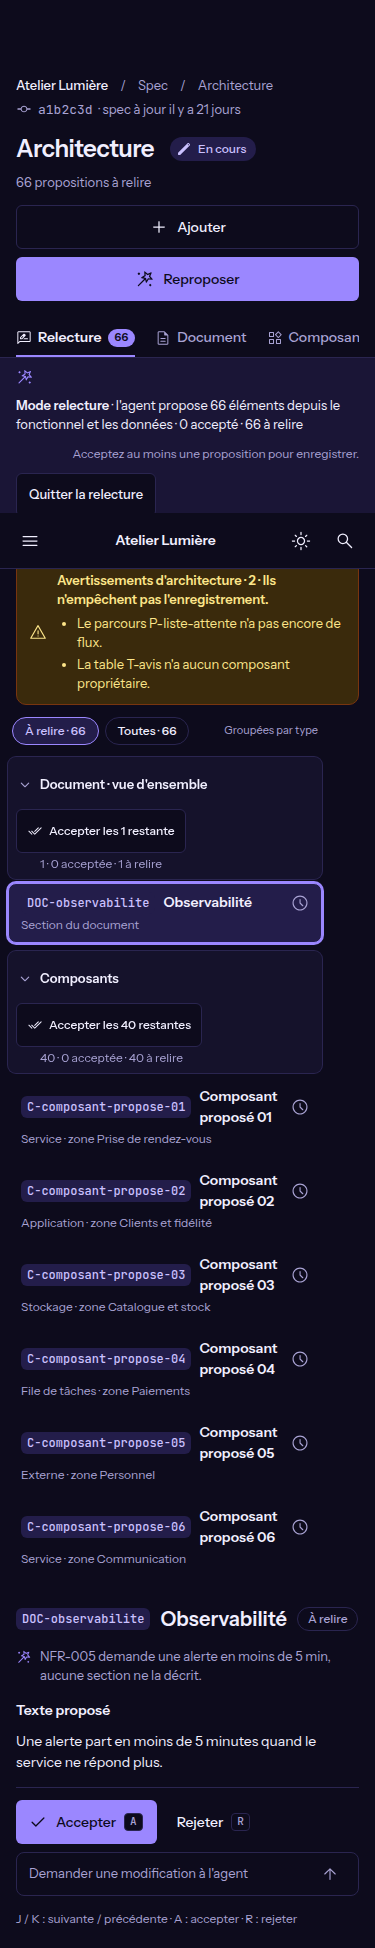 Atelier Lumière / Spec / Architecture
a1b2c3d · spec à jour il y a 21 jours
Architecture En cours
66 propositions à relire
Ajouter
Reproposer
Relecture 66 Document Composan
Mode relecture · l'agent propose 66 éléments depuis le
fonctionnel et les données · 0 accepté · 66 à relire
Acceptez au moins une proposition pour enregistrer.
Quitter la relecture
Atelier Lumière
Avertissements d'architecture · 2 · Ils
n'empêchent pas l'enregistrement.
• Le parcours P-liste-attente n'a pas encore de
flux.
• La table T-avis n'a aucun composant
propriétaire.
À relire · 66 Toutes · 66 Groupées par type
Document · vue d'ensemble
Accepter les 1 restante
1 · 0 acceptée · 1 à relire
DOC-observabilite Observabilité
Section du document
Composants
Accepter les 40 restantes
40 · 0 acceptée · 40 à relire
C-composant-propose-01 Composant
proposé 01
Service · zone Prise de rendez-vous
C-composant-propose-02 Composant
proposé 02
Application · zone Clients et fidélité
C-composant-propose-03 Composant
proposé 03
Stockage · zone Catalogue et stock
C-composant-propose-04 Composant
proposé 04
File de tâches · zone Paiements
C-composant-propose-05 Composant
proposé 05
Externe · zone Personnel
C-composant-propose-06 Composant
proposé 06
Service · zone Communication
DOC-observabilite Observabilité À relire
NFR-005 demande une alerte en moins de 5 min,
aucune section ne la décrit.
Texte proposé
Une alerte part en moins de 5 minutes quand le
service ne répond plus.
Accepter A Rejeter R
Demander une modification à l'agent
J / K : suivante / précédente · A : accepter · R : rejeter